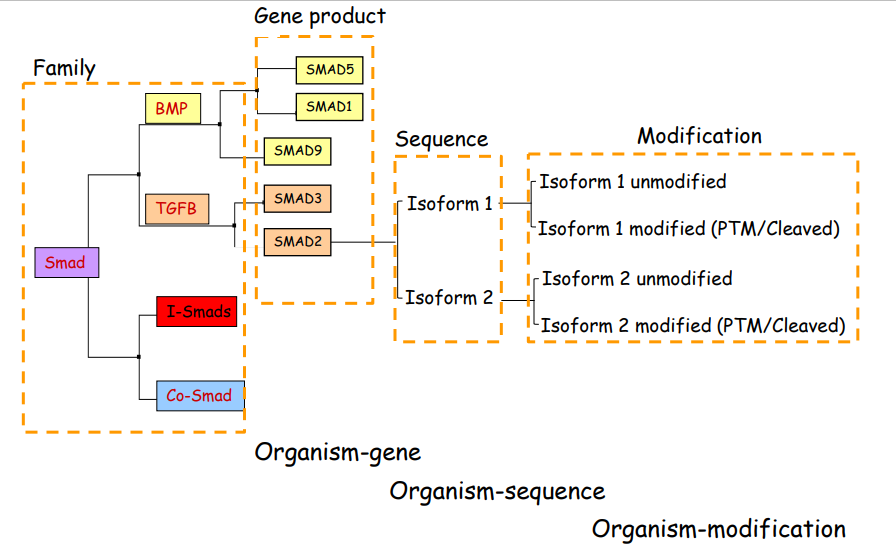 Gene product
Family
SMAD5
BMP
SMAD1
Sequence
Modification
SMAD9
Isoform 1 unmodified
TGFB
SMAD3
Isoform 1
Isoform 1 modified (PTM/Cleaved)
SMAD2
Smad
Isoform 2 unmodified
Isoform 2
I-Smads
Isoform 2 modified (PTM/Cleaved)
Co-Smad
Organism-gene
Organism-sequence
Organism-modification